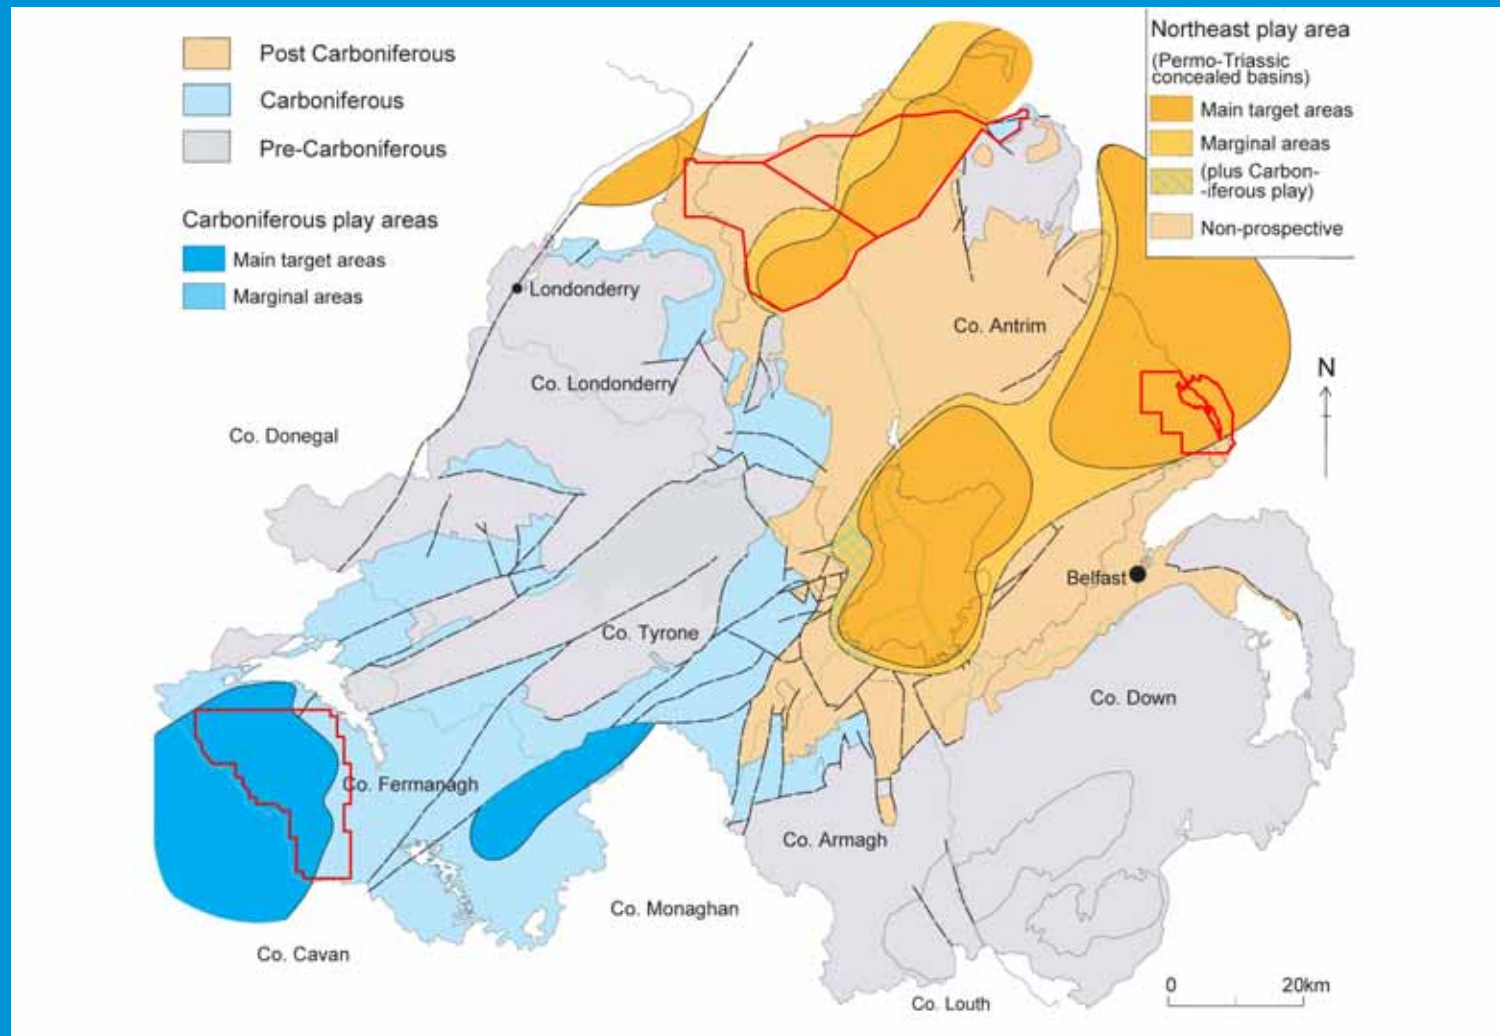 Post Carboniferous
Carboniferous
Pre-Carboniferous
Carboniferous play areas
Main target areas
Marginal areas
Northeast play area
(Permo-Triassic
concealed basins)
Main target areas
Marginal areas
(plus Carbon-
-iferous play)
Non-prospective
Londonderry
Co. Antrim
N
Co. Londonderry
Co. Donegal
Belfast
Co. Tyrone
Co. Down
Co. Fermanagh
Co. Armagh
Co. Monaghan
Co. Cavan
0 20km
Co. Louth